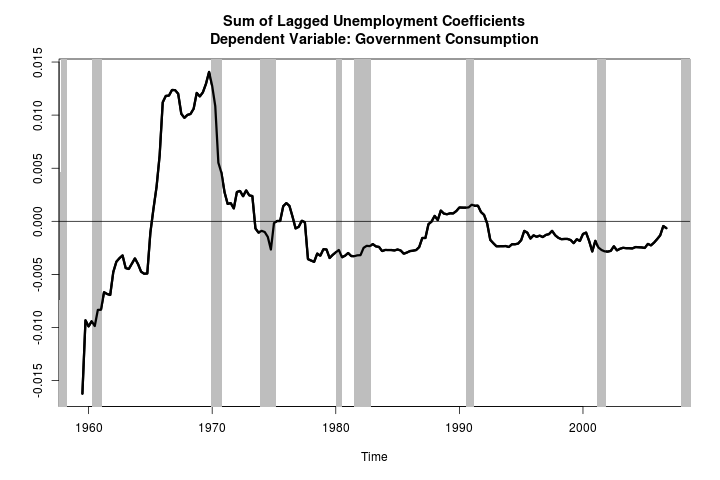 Sum of Lagged Unemployment Coefficients
Dependent Variable: Government Consumption
0.015
0.010
0.005
0.000
-0.005
-0.010
-0.015
1960 1970 1980 1990 2000
Time